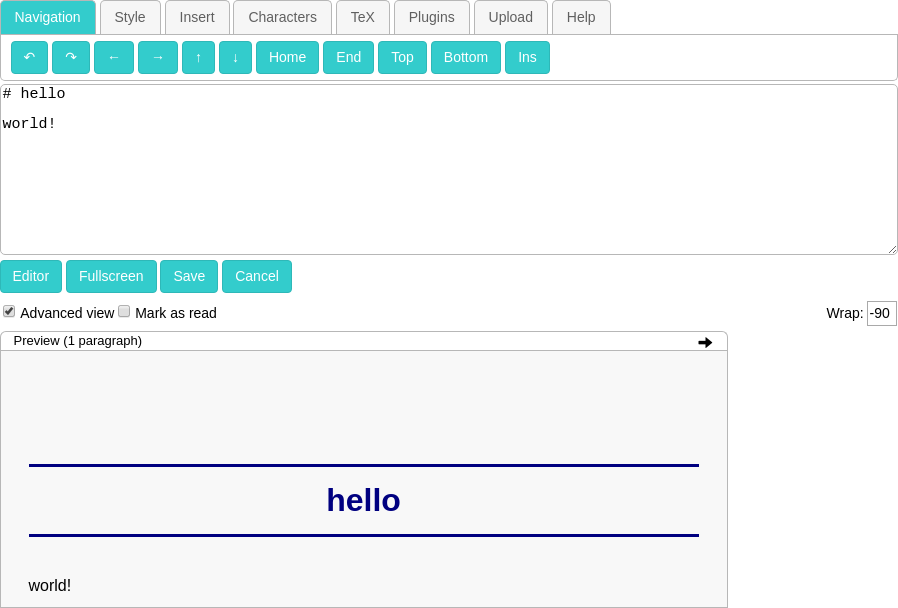 Navigation Style Insert Characters TeX Plugins Upload Help
↶ ↷ ← → ↑ ↓ Home End Top Bottom Ins
# hello
world!
Editor Fullscreen Save Cancel
Advanced view Mark as read Wrap: -90
Preview (1 paragraph)
hello
world!